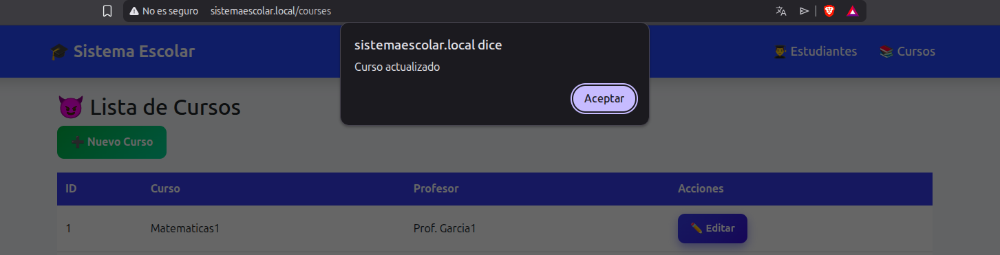 No es seguro sistemaescolar.local/courses
sistemaescolar.local dice
Curso actualizado
Aceptar
Sistema Escolar
Estudiantes Cursos
Lista de Cursos
Nuevo Curso
ID Curso Profesor Acciones
1 Matematicas1 Prof. Garcia1 Editar